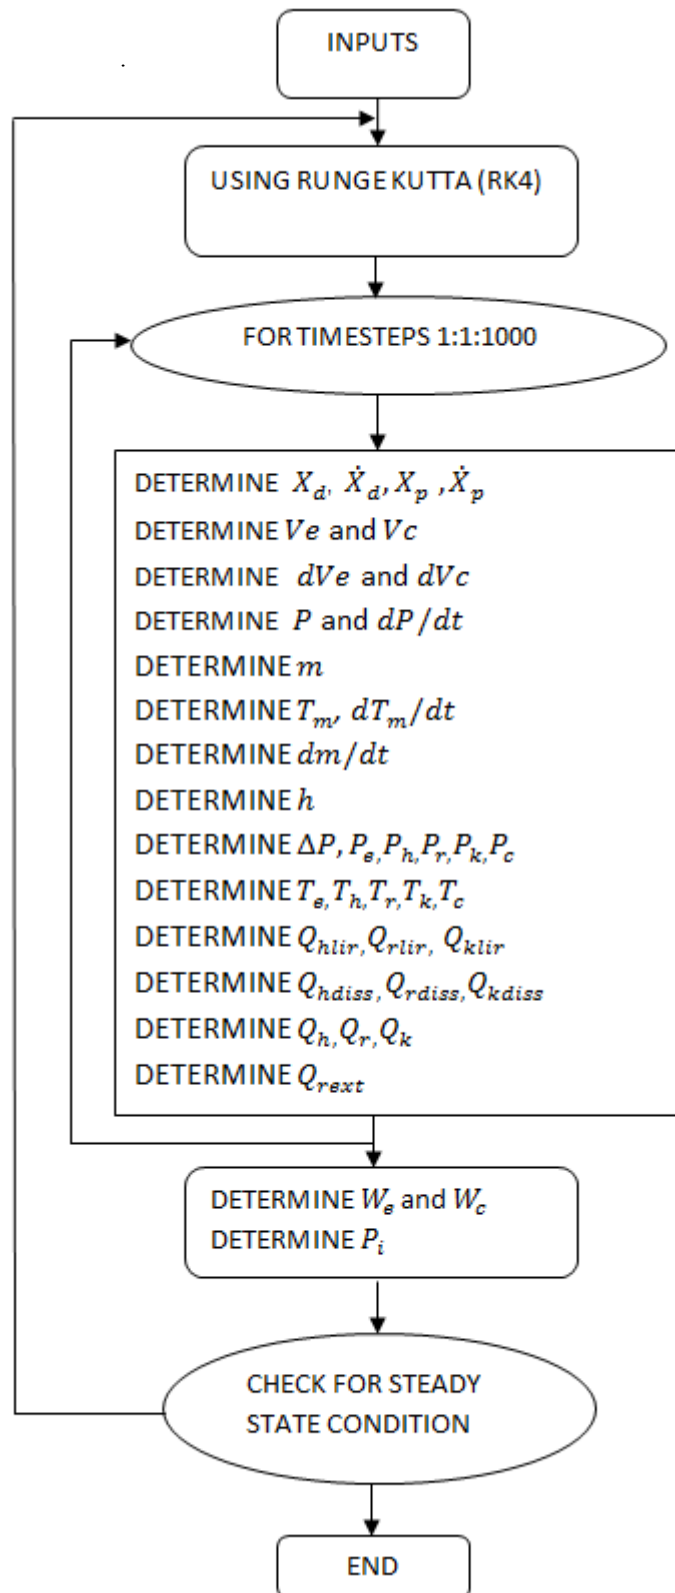 INPUTS
USING RUNGE KUTTA (RK4)
FOR TIMESTEPS 1:1:1000
DETERMINE X_d, Ẋ_d, X_p ,Ẋ_p
DETERMINE Ve and Vc
DETERMINE dVe and dVc
DETERMINE P and dP/dt
DETERMINE m
DETERMINE T_m, dT_m/dt
DETERMINE dm/dt
DETERMINE h
DETERMINE ΔP, P_e,P_h,P_r,P_k,P_c
DETERMINE T_e,T_h,T_r,T_k,T_c
DETERMINE Q_hlir,Q_rlir, Q_klir
DETERMINE Q_hdiss,Q_rdiss,Q_kdiss
DETERMINE Q_h,Q_r,Q_k
DETERMINE Q_rext
DETERMINE W_e and W_c
DETERMINE P_i
CHECK FOR STEADY
STATE CONDITION
END